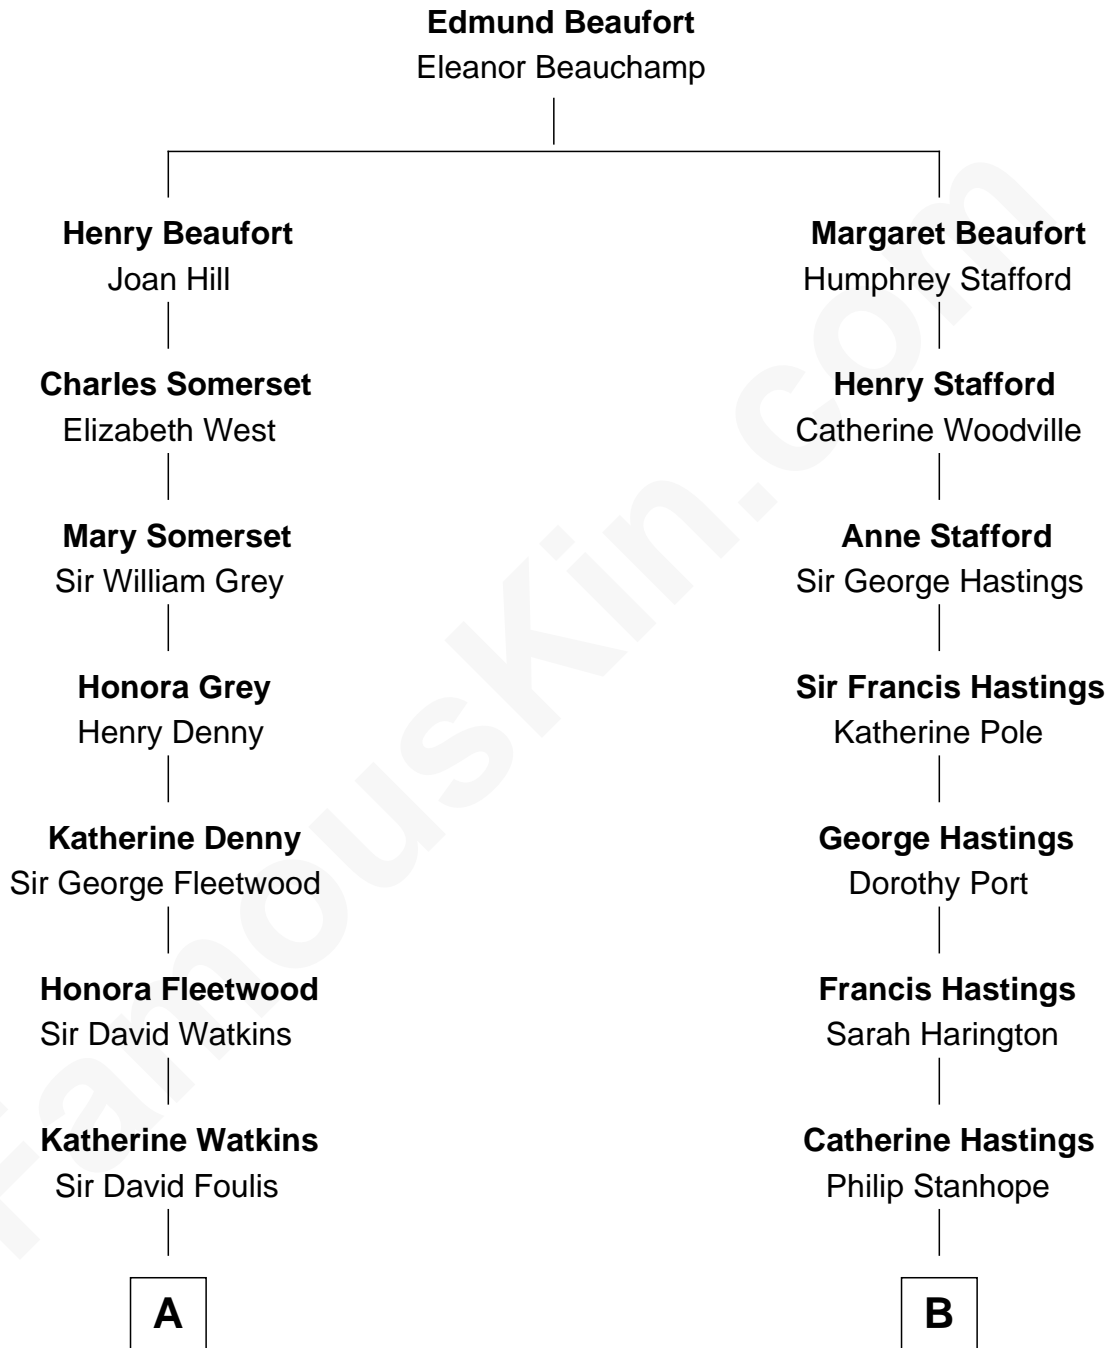 Edmund Beaufort
Eleanor Beauchamp
Henry Beaufort
Joan Hill
Margaret Beaufort
Humphrey Stafford
Charles Somerset
Elizabeth West
Henry Stafford
Catherine Woodville
Mary Somerset
Sir William Grey
Anne Stafford
Sir George Hastings
Honora Grey
Henry Denny
Sir Francis Hastings
Katherine Pole
Katherine Denny
Sir George Fleetwood
George Hastings
Dorothy Port
Honora Fleetwood
Sir David Watkins
Francis Hastings
Sarah Harington
Katherine Watkins
Sir David Foulis
Catherine Hastings
Philip Stanhope
A
B
FamousKin.com